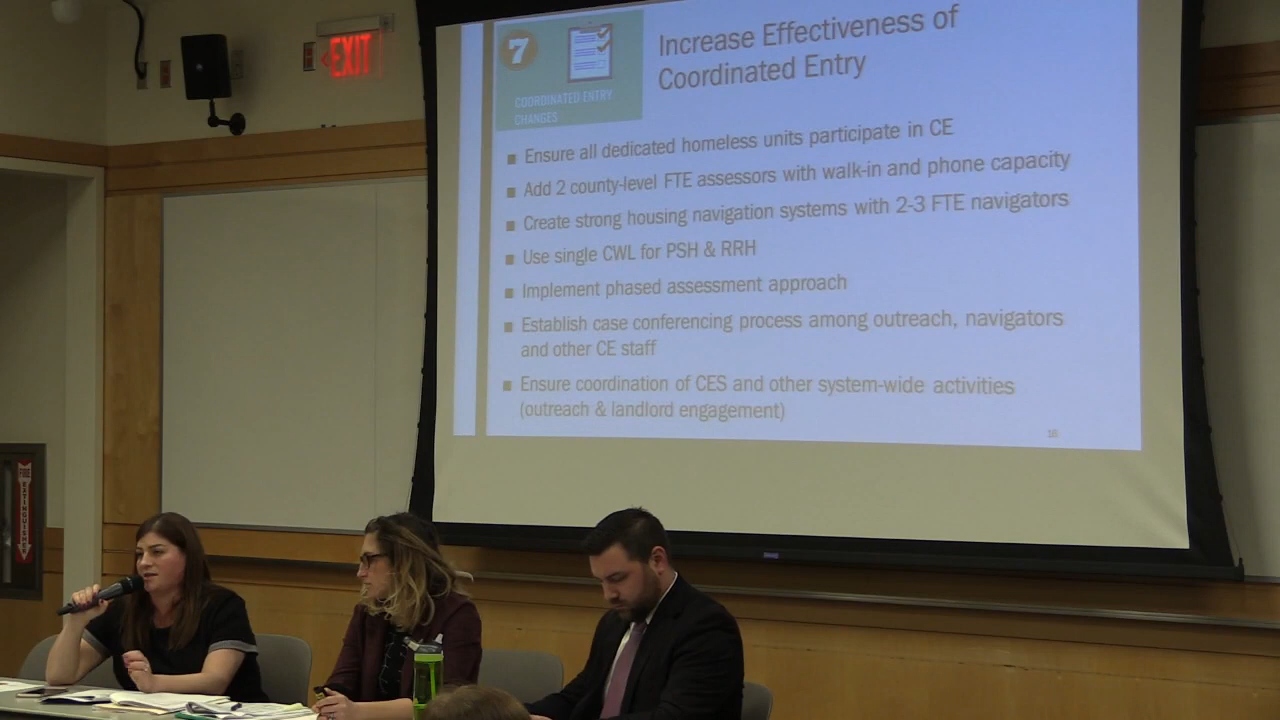 EXIT
7
COORDINATED ENTRY
CHANGES
Increase Effectiveness of
Coordinated Entry
Ensure all dedicated homeless units participate in CE
Add 2 county-level FTE assessors with walk-in and phone capacity
Create strong housing navigation systems with 2-3 FTE navigators
Use single CWL for PSH & RRH
Implement phased assessment approach
Establish case conferencing process among outreach, navigators
and other CE staff
Ensure coordination of CES and other system-wide activities
(outreach & landlord engagement)
16
FIRE
EXTINGUISHER